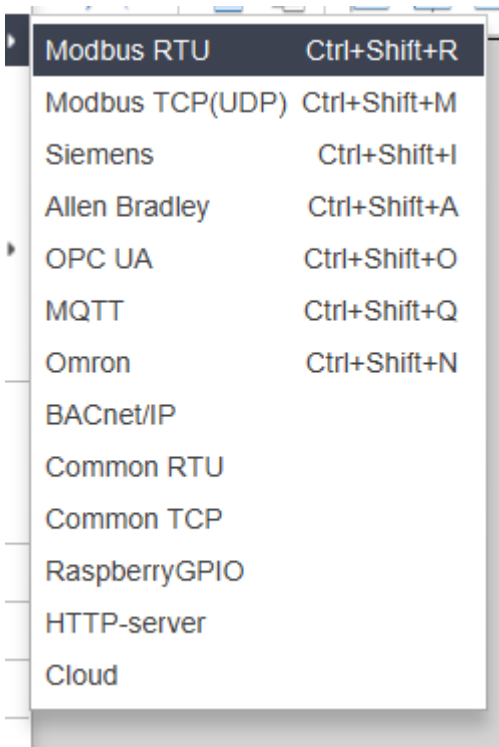 Modbus RTU Ctrl+Shift+R
Modbus TCP(UDP) Ctrl+Shift+M
Siemens Ctrl+Shift+I
Allen Bradley Ctrl+Shift+A
OPC UA Ctrl+Shift+O
MQTT Ctrl+Shift+Q
Omron Ctrl+Shift+N
BACnet/IP
Common RTU
Common TCP
RaspberryGPIO
HTTP-server
Cloud